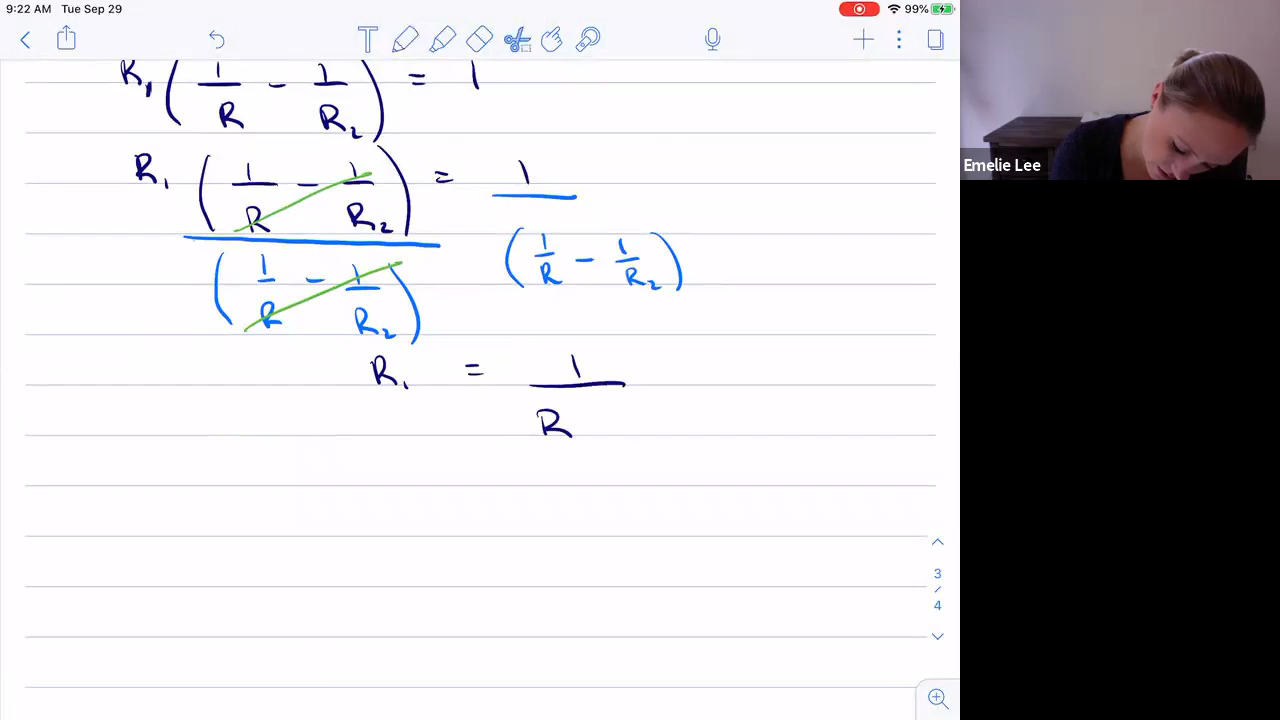 9:22 AM Tue Sep 29
99%
R₁ ( 1/R - 1/R₂ ) = 1
R₁ ( 1/R - 1/R₂ ) / ( 1/R - 1/R₂ ) = 1 / ( 1/R - 1/R₂ )
R₁ = 1 / R
Emelie Lee
3
/
4